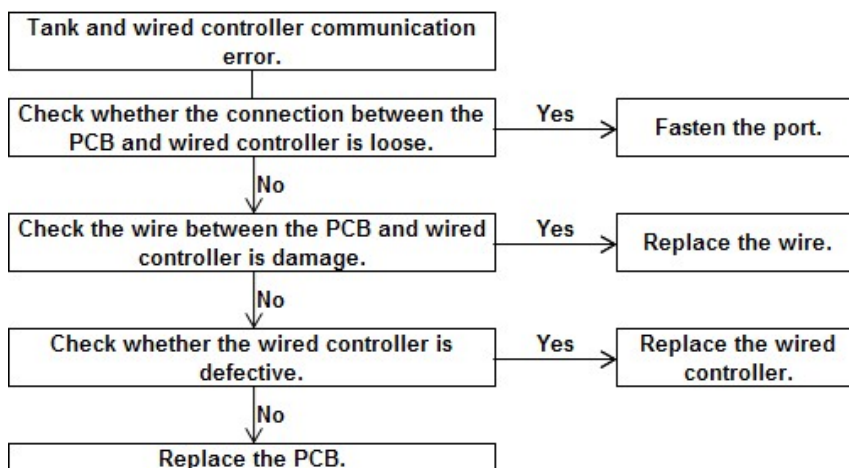 Tank and wired controller communication
error.
Check whether the connection between the
PCB and wired controller is loose.
Yes
Fasten the port.
No
Check the wire between the PCB and wired
controller is damage.
Yes
Replace the wire.
No
Check whether the wired controller is
defective.
Yes
Replace the wired
controller.
No
Replace the PCB.